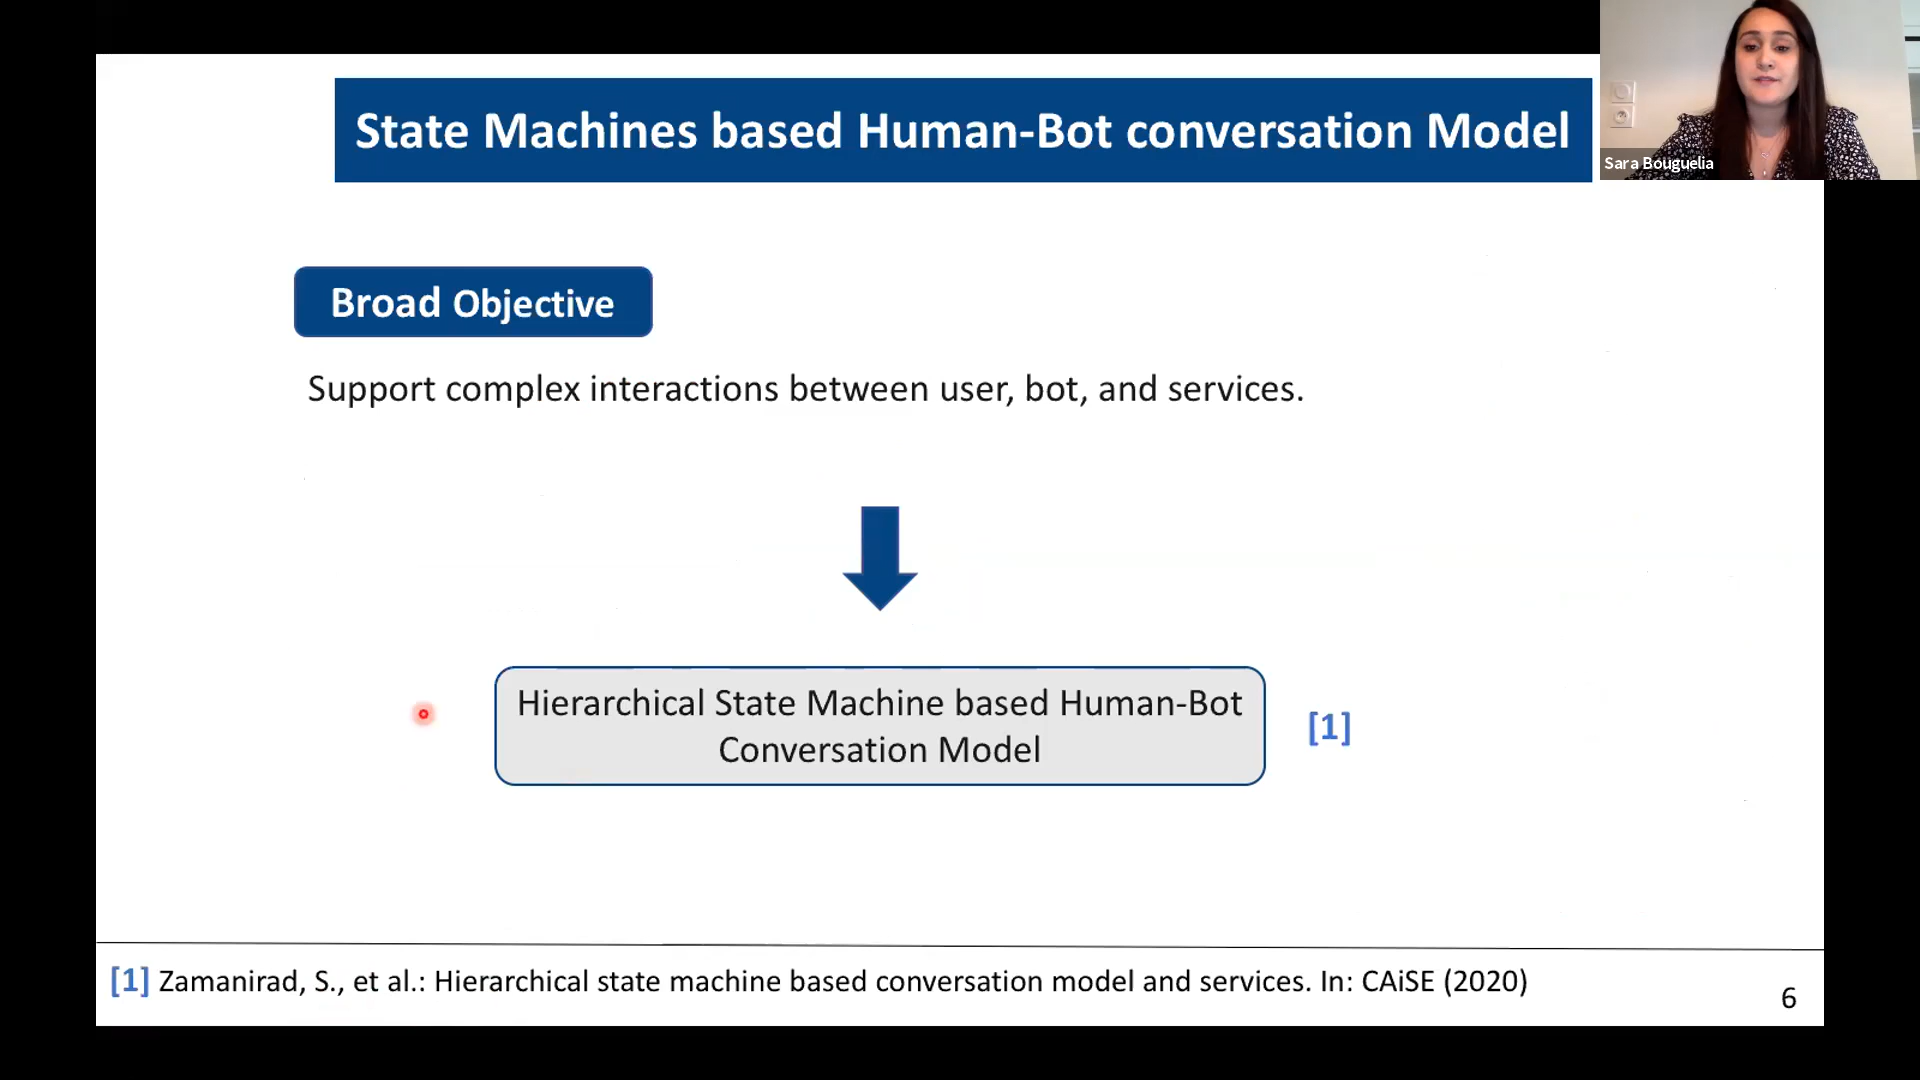 State Machines based Human-Bot conversation Model
Sara Bouguelia
Broad Objective
Support complex interactions between user, bot, and services.
Hierarchical State Machine based Human-Bot
Conversation Model
[1]
[1] Zamanirad, S., et al.: Hierarchical state machine based conversation model and services. In: CAiSE (2020)
6